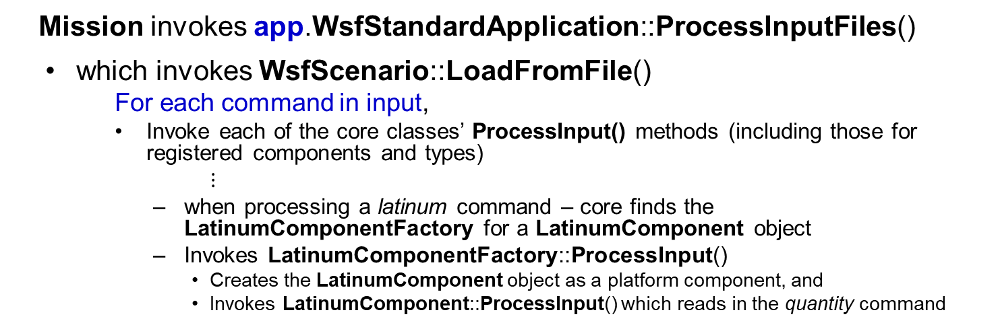 Mission invokes app.WsfStandardApplication::ProcessInputFiles()
• which invokes WsfScenario::LoadFromFile()
For each command in input,
• Invoke each of the core classes’ ProcessInput() methods (including those for
registered components and types)
⋮
– when processing a latinum command – core finds the
LatinumComponentFactory for a LatinumComponent object
– Invokes LatinumComponentFactory::ProcessInput()
• Creates the LatinumComponent object as a platform component, and
• Invokes LatinumComponent::ProcessInput() which reads in the quantity command